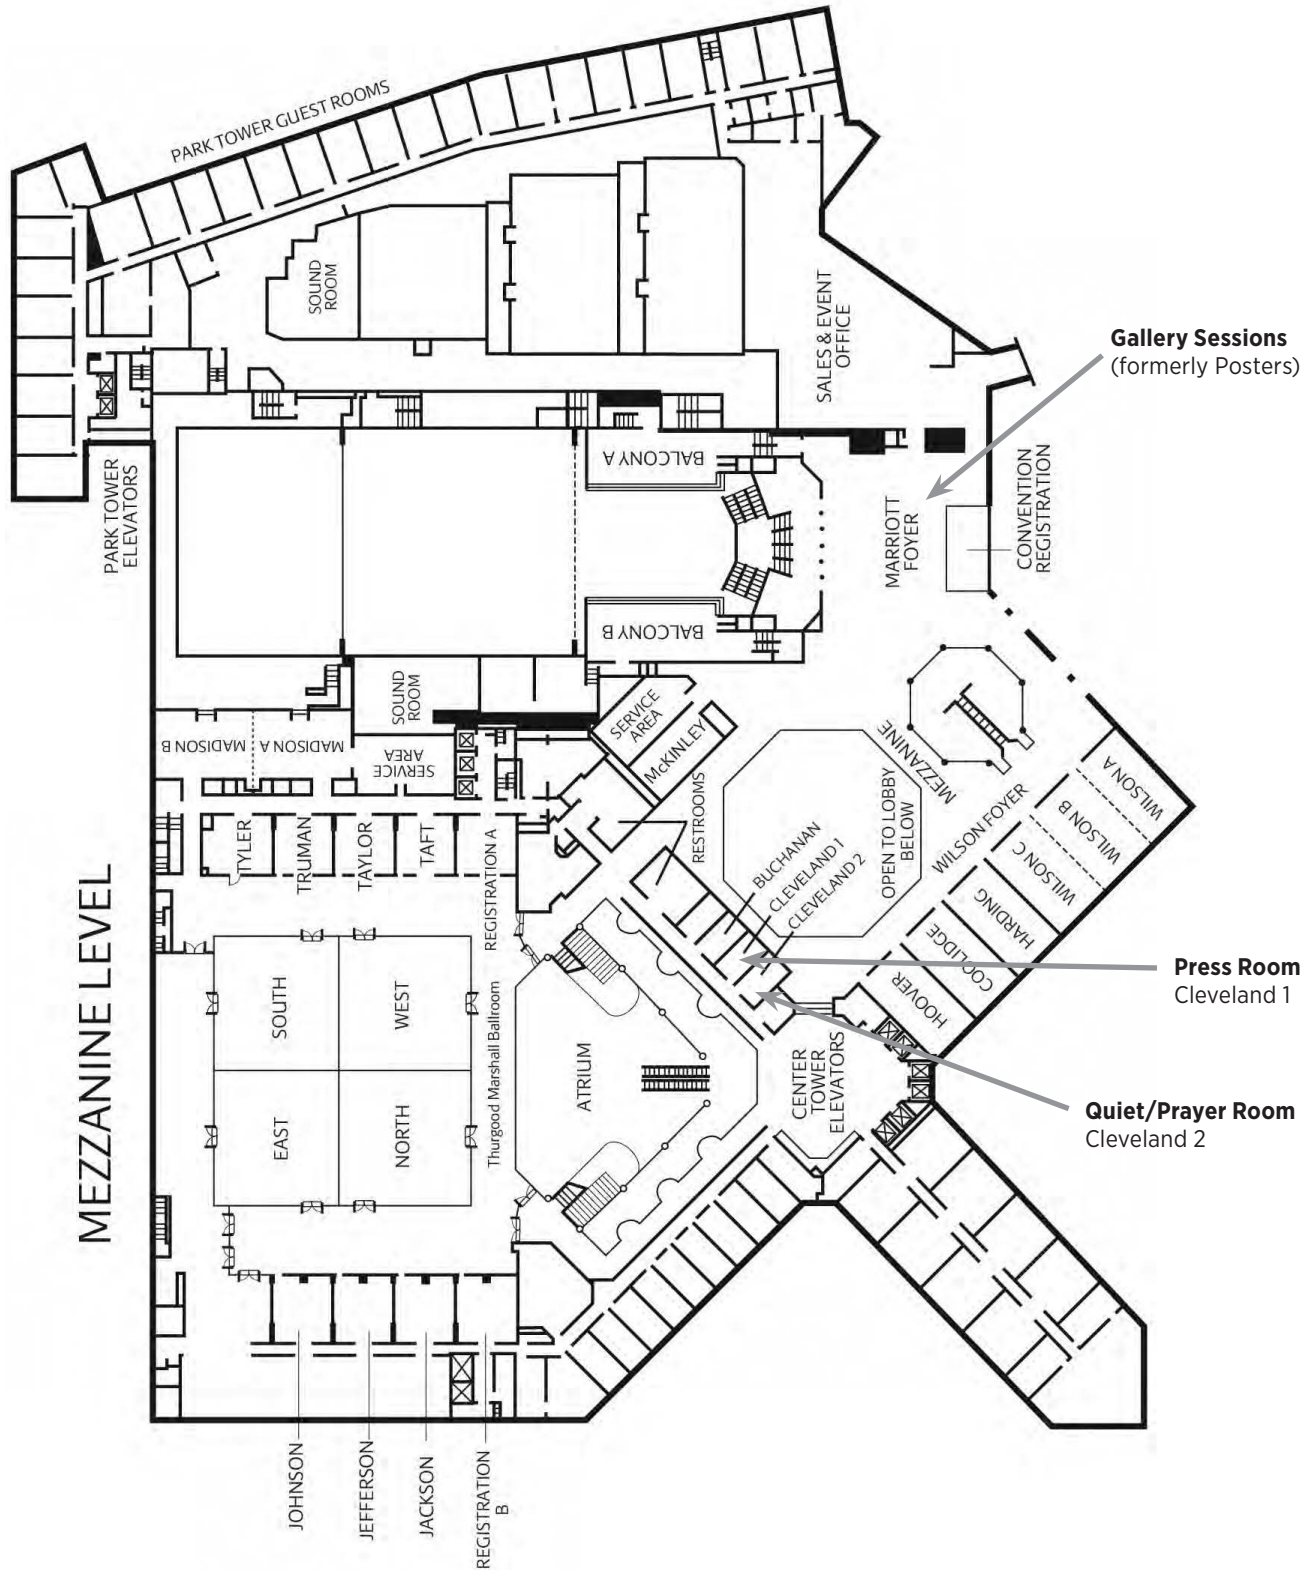 MEZZANINE LEVEL
PARK TOWER GUEST ROOMS
SOUND
ROOM
SALES & EVENT
OFFICE
Gallery Sessions
(formerly Posters)
PARK TOWER
ELEVATORS
BALCONY A
MARRIOTT
FOYER
CONVENTION
REGISTRATION
BALCONY B
SOUND
ROOM
SERVICE
AREA
McKINLEY
MADISON B
MADISON A
SERVICE
AREA
MEZZANINE
RESTROOMS
OPEN TO LOBBY
BELOW
WILSON FOYER
WILSON A
WILSON B
WILSON C
HARDING
COOLIDGE
HOOVER
TYLER
TRUMAN
TAYLOR
TAFT
REGISTRATION A
BUCHANAN
CLEVELAND 1
CLEVELAND 2
Press Room
Cleveland 1
SOUTH
WEST
EAST
NORTH
Thurgood Marshall Ballroom
ATRIUM
CENTER
TOWER
ELEVATORS
Quiet/Prayer Room
Cleveland 2
JOHNSON
JEFFERSON
JACKSON
REGISTRATION
B